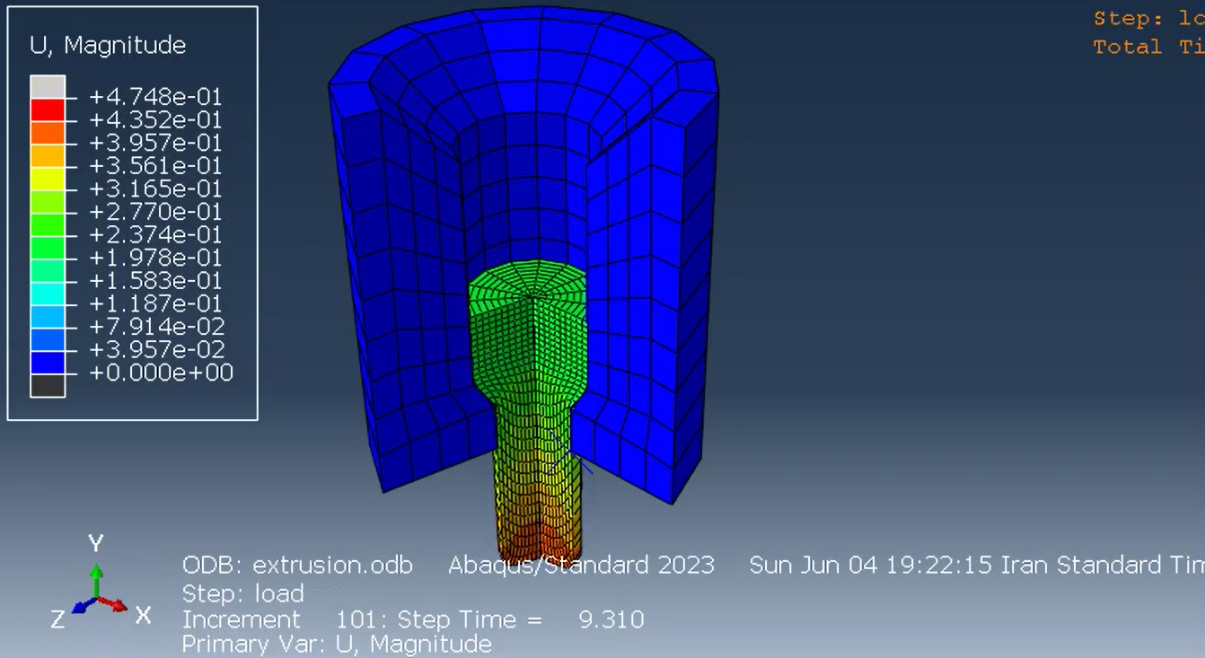 U, Magnitude
+4.748e-01
+4.352e-01
+3.957e-01
+3.561e-01
+3.165e-01
+2.770e-01
+2.374e-01
+1.978e-01
+1.583e-01
+1.187e-01
+7.914e-02
+3.957e-02
+0.000e+00
Step: lo
Total Ti
Y
Z
X
ODB: extrusion.odb Abaqus/Standard 2023 Sun Jun 04 19:22:15 Iran Standard Tim
Step: load
Increment 101: Step Time = 9.310
Primary Var: U, Magnitude